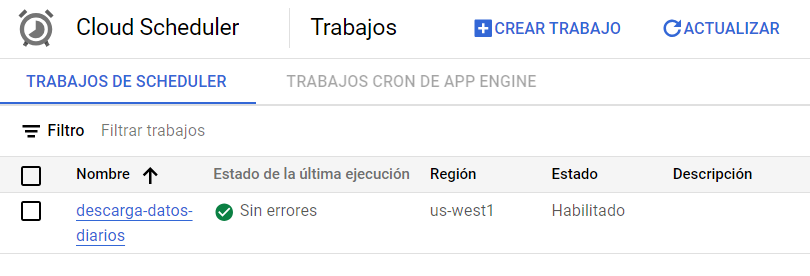 Cloud Scheduler Trabajos CREAR TRABAJO ACTUALIZAR
TRABAJOS DE SCHEDULER TRABAJOS CRON DE APP ENGINE
Filtro Filtrar trabajos
Nombre Estado de la última ejecución Región Estado Descripción
descarga-datos- Sin errores us-west1 Habilitado
diarios